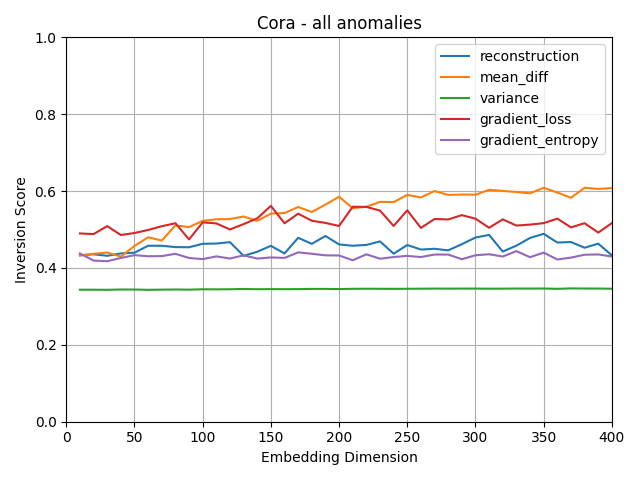 Cora - all anomalies
1.0
0.8
0.6
0.4
0.2
0.0
Inversion Score
reconstruction
mean_diff
variance
gradient_loss
gradient_entropy
0 50 100 150 200 250 300 350 400
Embedding Dimension